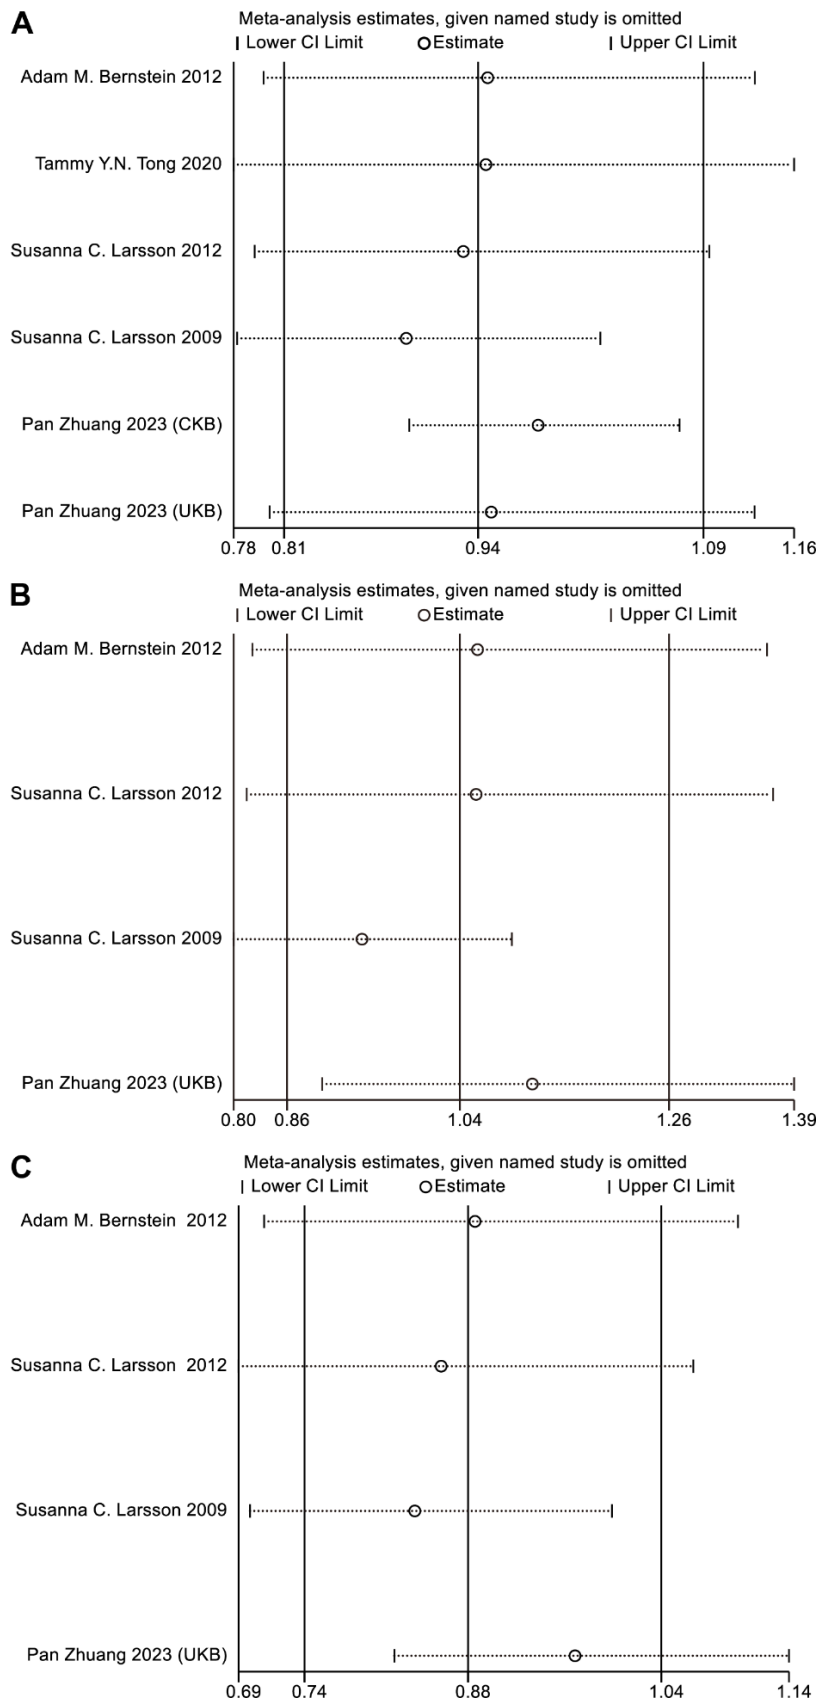 A
Meta-analysis estimates, given named study is omitted
| Lower CI Limit ○ Estimate | Upper CI Limit
Adam M. Bernstein 2012
Tammy Y.N. Tong 2020
Susanna C. Larsson 2012
Susanna C. Larsson 2009
Pan Zhuang 2023 (CKB)
Pan Zhuang 2023 (UKB)
0.78 0.81 0.94 1.09 1.16
B
Meta-analysis estimates, given named study is omitted
| Lower CI Limit ○ Estimate | Upper CI Limit
Adam M. Bernstein 2012
Susanna C. Larsson 2012
Susanna C. Larsson 2009
Pan Zhuang 2023 (UKB)
0.80 0.86 1.04 1.26 1.39
C
Meta-analysis estimates, given named study is omitted
| Lower CI Limit ○ Estimate | Upper CI Limit
Adam M. Bernstein 2012
Susanna C. Larsson 2012
Susanna C. Larsson 2009
Pan Zhuang 2023 (UKB)
0.69 0.74 0.88 1.04 1.14